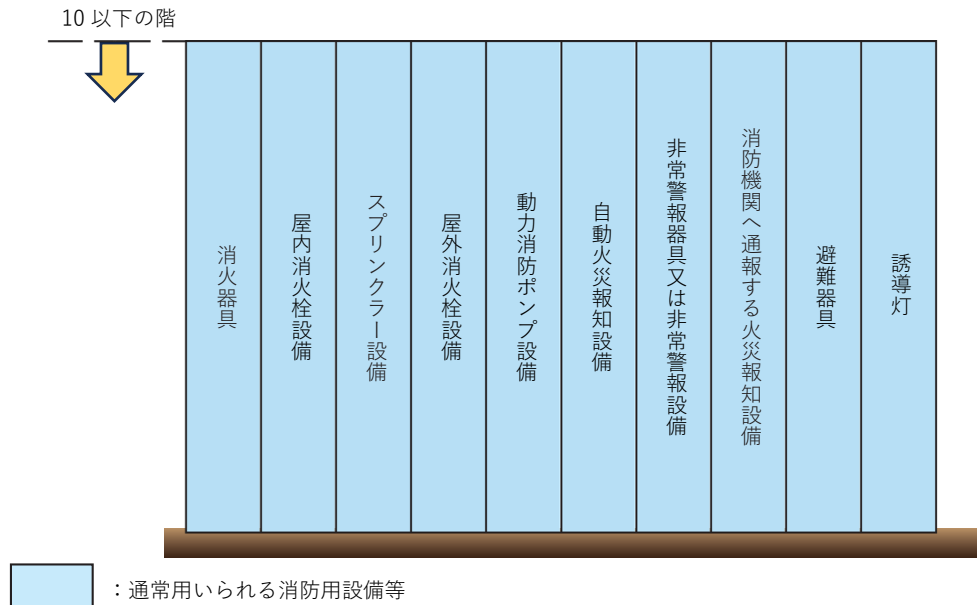 10 以下の階
消火器具
屋内消火栓設備
スプリンクラー設備
屋外消火栓設備
動力消防ポンプ設備
自動火災報知設備
非常警報器具又は非常警報設備
消防機関へ通報する火災報知設備
避難器具
誘導灯
：通常用いられる消防用設備等